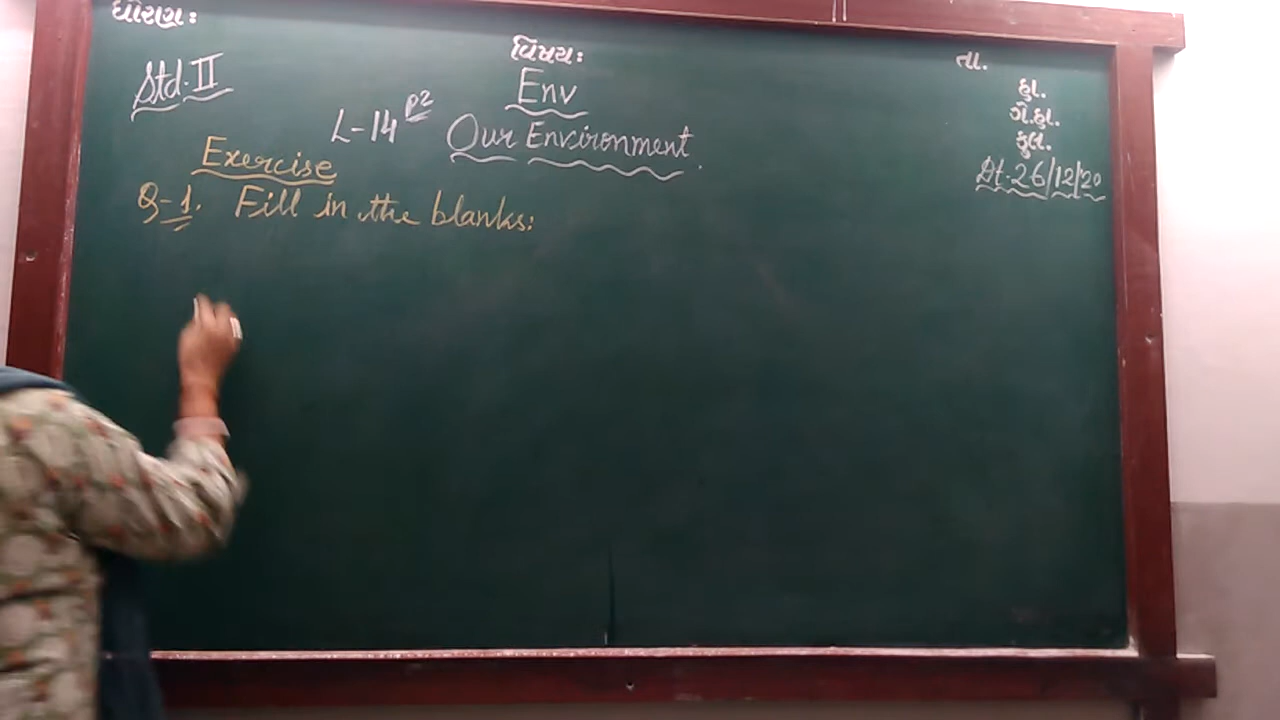 ધોરણઃ
વિષયઃ
તા.
Std. II
Env
હા.
ગે.હા.
કુલ.
L-14 P2 Our Environment.
Dt. 26/12/20
Exercise
Q-1. Fill in the blanks: